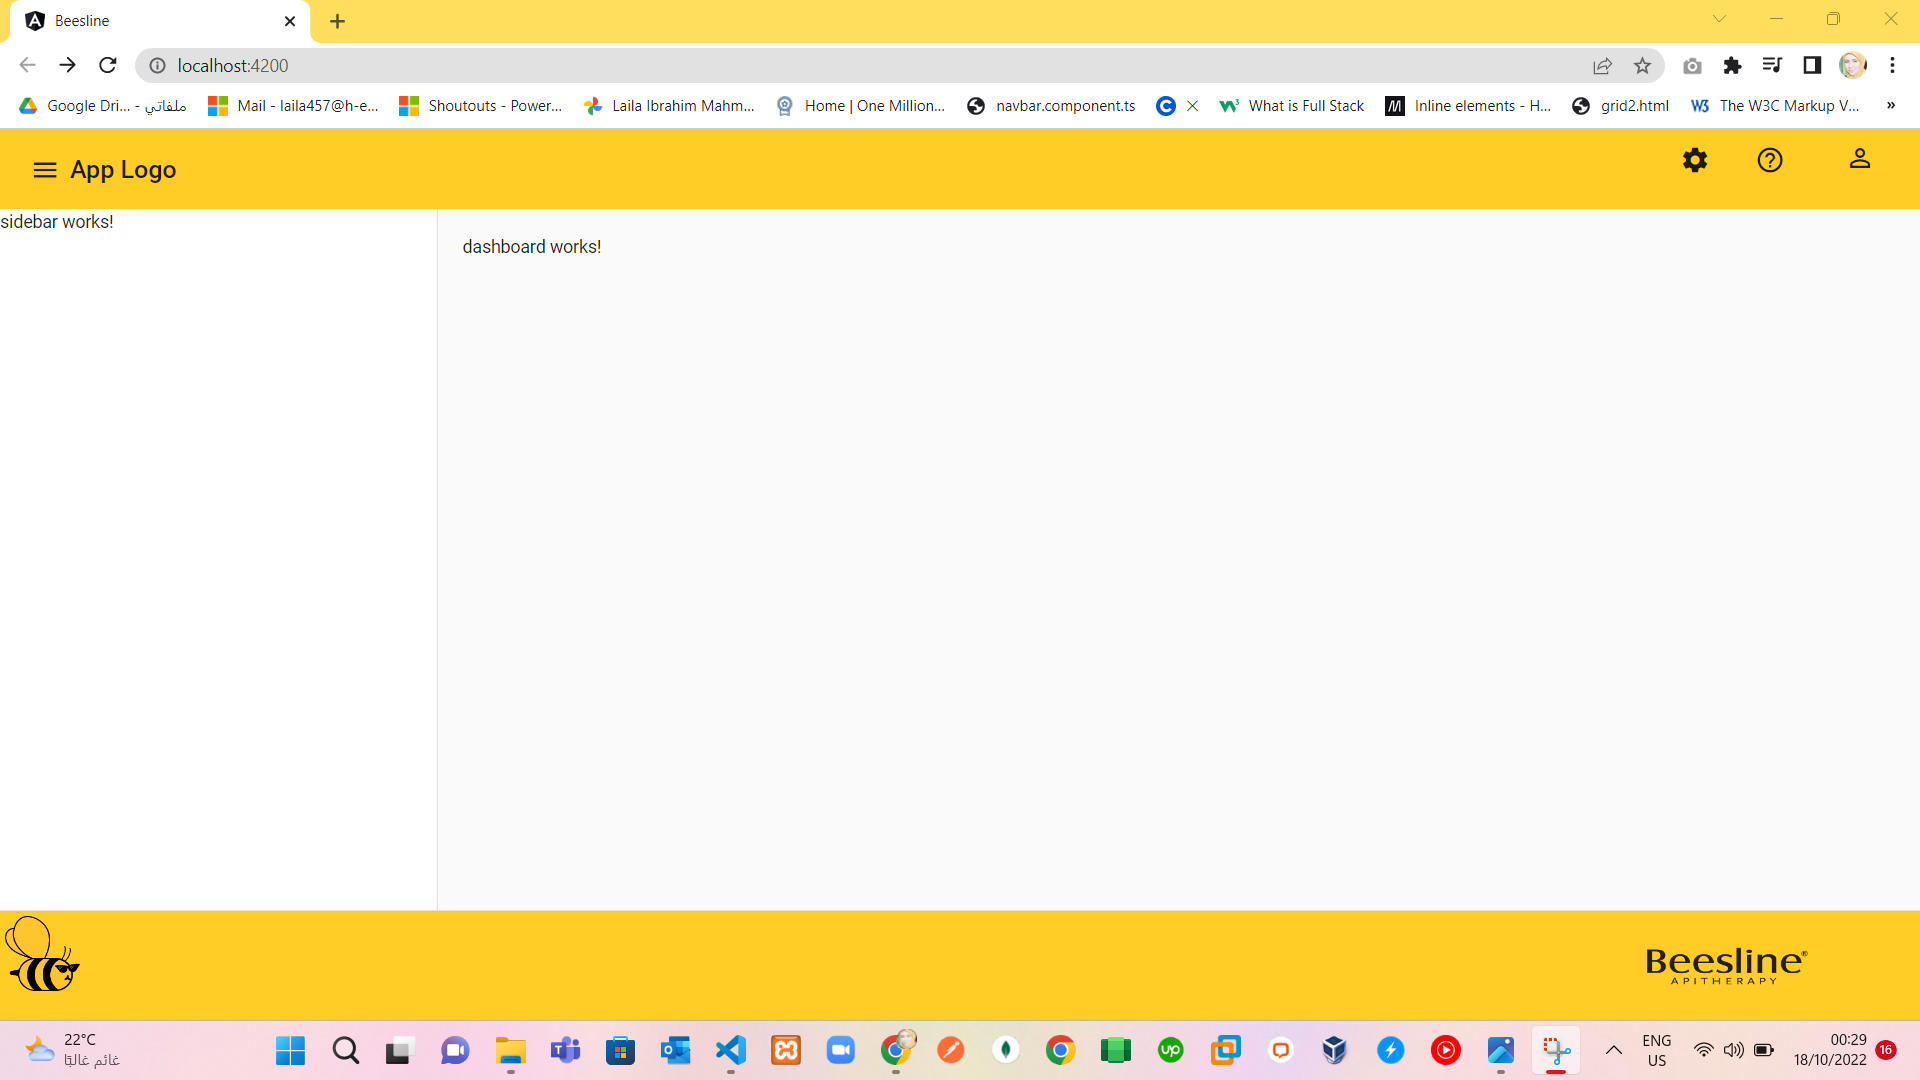 Beesline
localhost:4200
Google Dri... - ملفاتي
Mail - laila457@h-e...
Shoutouts - Power...
Laila Ibrahim Mahm...
Home | One Million...
navbar.component.ts
What is Full Stack
Inline elements - H...
grid2.html
The W3C Markup V...
»
App Logo
sidebar works!
dashboard works!
Beesline®
APITHERAPY
22°C
غائم غالبًا
ENG
US
00:29
18/10/2022
16